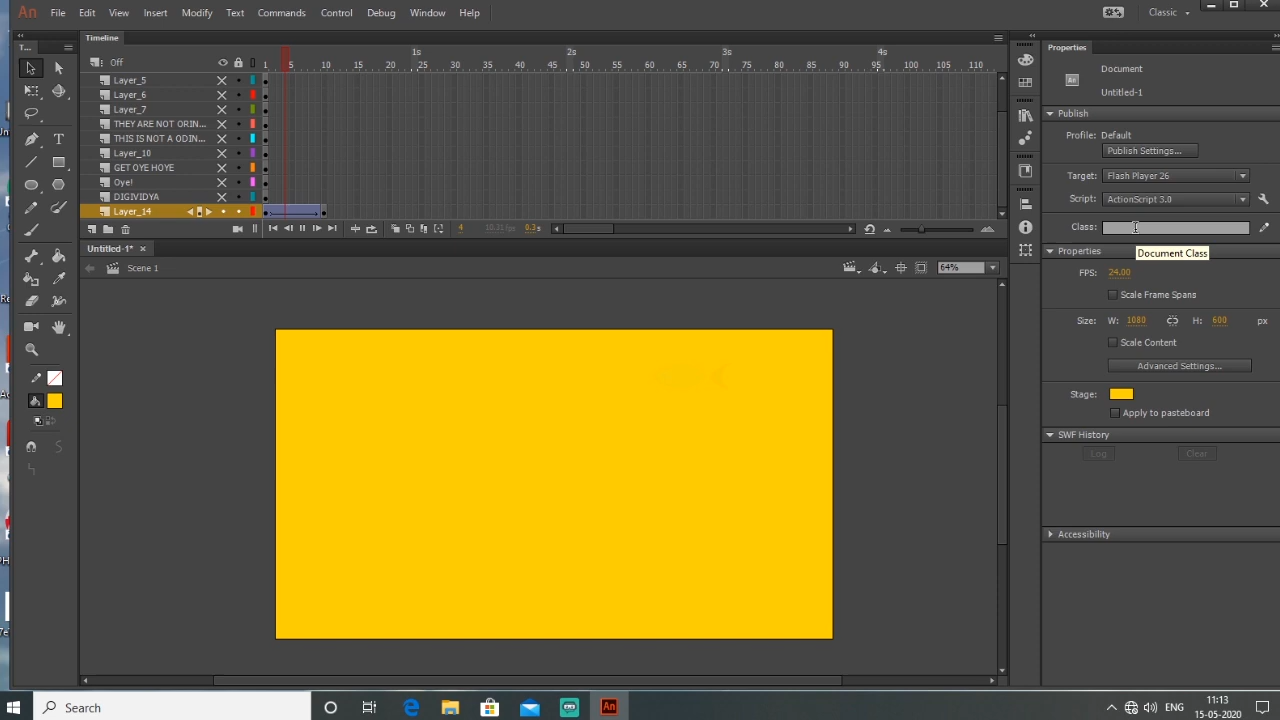 An File Edit View Insert Modify Text Commands Control Debug Window Help Classic
T... Timeline Properties
Off 1s 2s 3s 4s
1 5 10 15 20 25 30 35 40 45 50 55 60 65 70 75 80 85 90 95 100 105 110
Layer_5
Layer_6
Layer_7
THEY ARE NOT ORIN...
THIS IS NOT A ODIN...
Layer_10
GET OYE HOYE
Oye!
DIGIVIDYA
Layer_14
4 0.3s
Untitled-1*
Scene 1 64%
An Document
Untitled-1
Publish
Profile: Default
Publish Settings...
Target: Flash Player 26
Script: ActionScript 3.0
Class:
Document Class
Properties
FPS: 24.00
Scale Frame Spans
Size: W: 1080 H: 600 px
Scale Content
Advanced Settings...
Stage:
Apply to pasteboard
SWF History
Log Clear
Accessibility
Search An ENG 11:13
15-05-2020